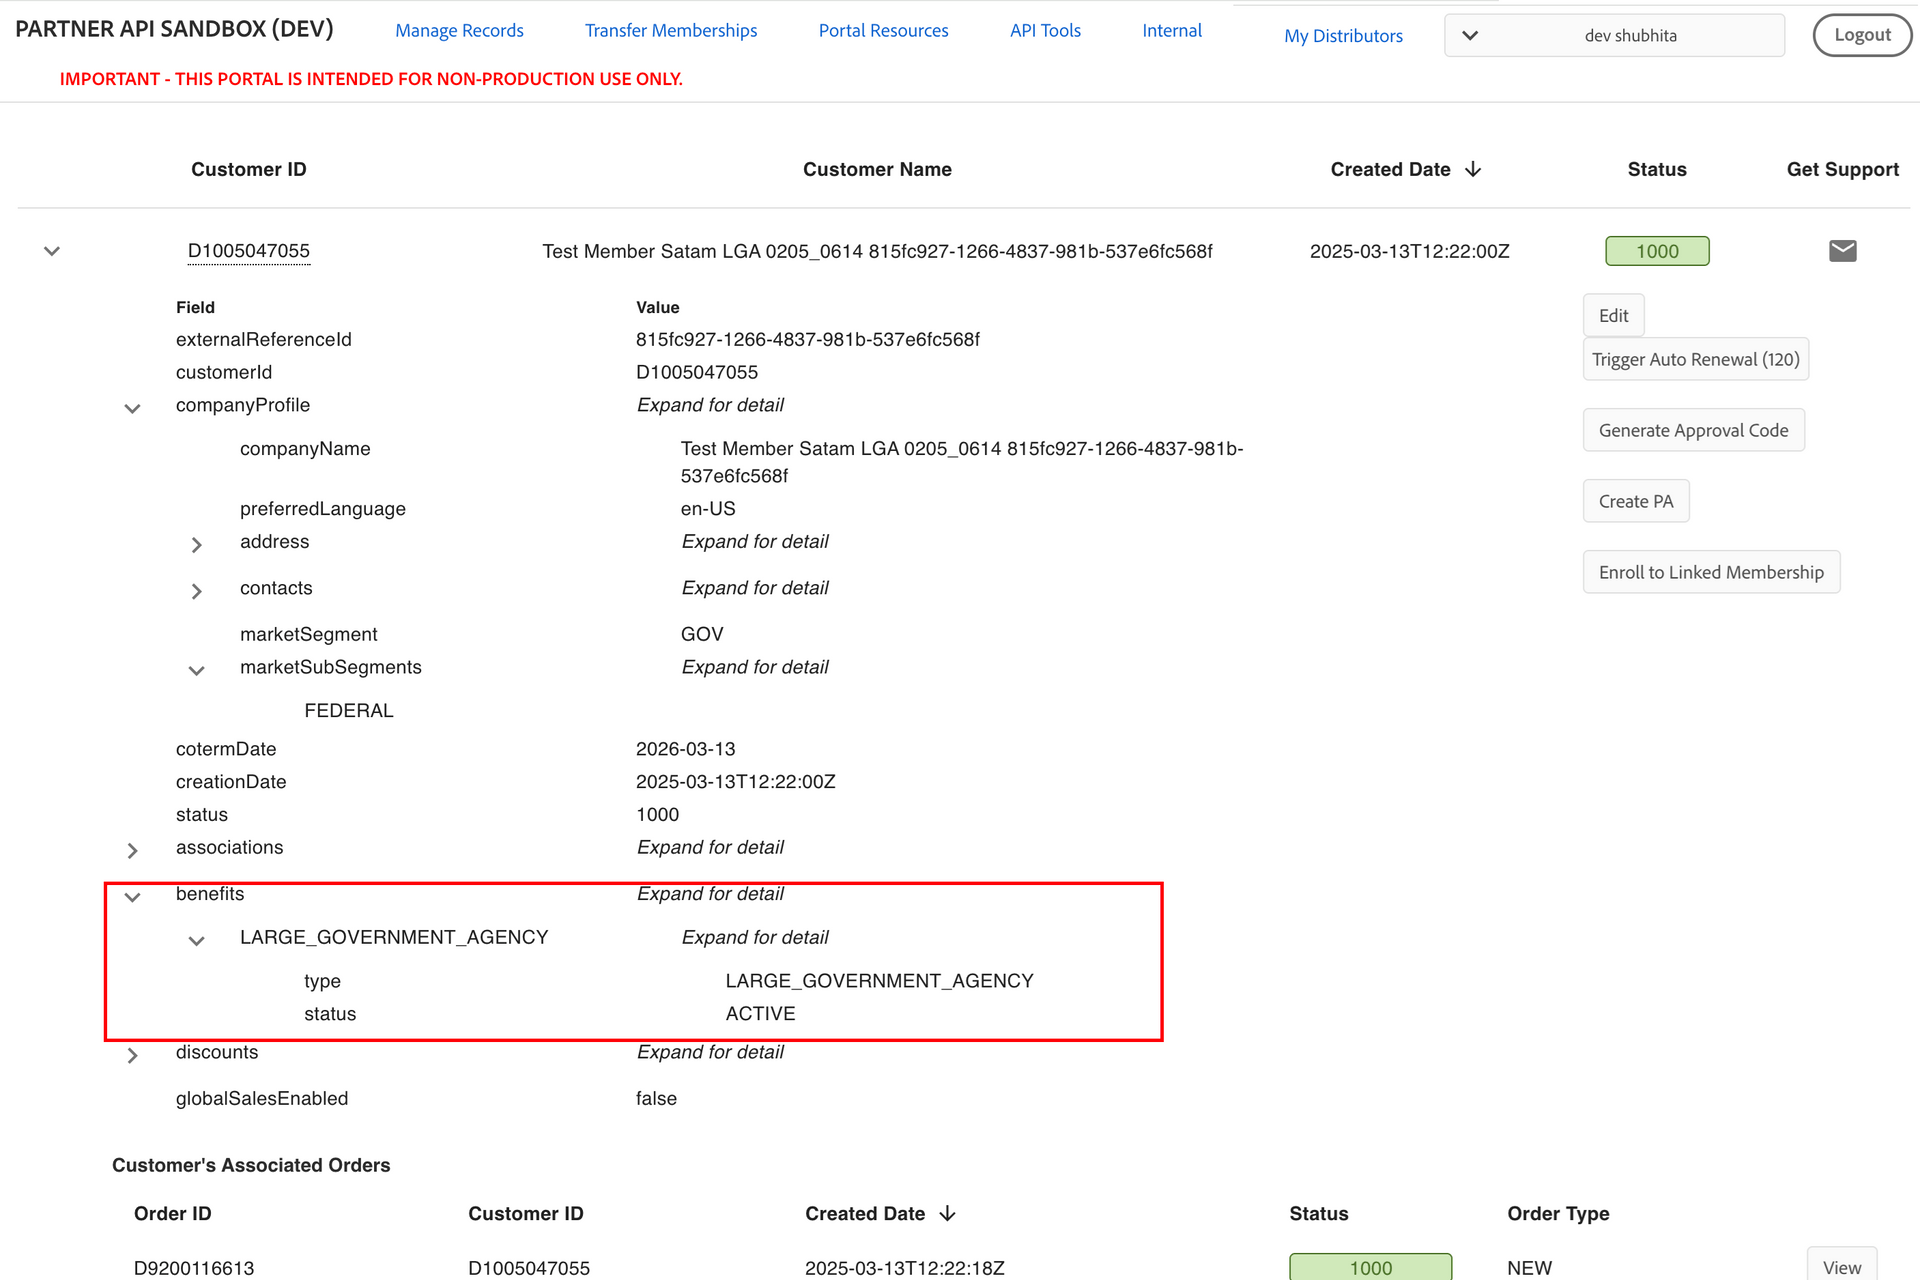 PARTNER API SANDBOX (DEV) Manage Records Transfer Memberships Portal Resources API Tools Internal My Distributors dev shubhita Logout
IMPORTANT - THIS PORTAL IS INTENDED FOR NON-PRODUCTION USE ONLY.
Customer ID Customer Name Created Date Status Get Support
D1005047055 Test Member Satam LGA 0205_0614 815fc927-1266-4837-981b-537e6fc568f 2025-03-13T12:22:00Z 1000
Field Value
Edit
externalReferenceId 815fc927-1266-4837-981b-537e6fc568f
Trigger Auto Renewal (120)
customerId D1005047055
companyProfile Expand for detail
Generate Approval Code
companyName Test Member Satam LGA 0205_0614 815fc927-1266-4837-981b-
537e6fc568f
Create PA
preferredLanguage en-US
address Expand for detail
Enroll to Linked Membership
contacts Expand for detail
marketSegment GOV
marketSubSegments Expand for detail
FEDERAL
cotermDate 2026-03-13
creationDate 2025-03-13T12:22:00Z
status 1000
associations Expand for detail
benefits Expand for detail
LARGE_GOVERNMENT_AGENCY Expand for detail
type LARGE_GOVERNMENT_AGENCY
status ACTIVE
discounts Expand for detail
globalSalesEnabled false
Customer's Associated Orders
Order ID Customer ID Created Date Status Order Type
D9200116613 D1005047055 2025-03-13T12:22:18Z 1000 NEW View